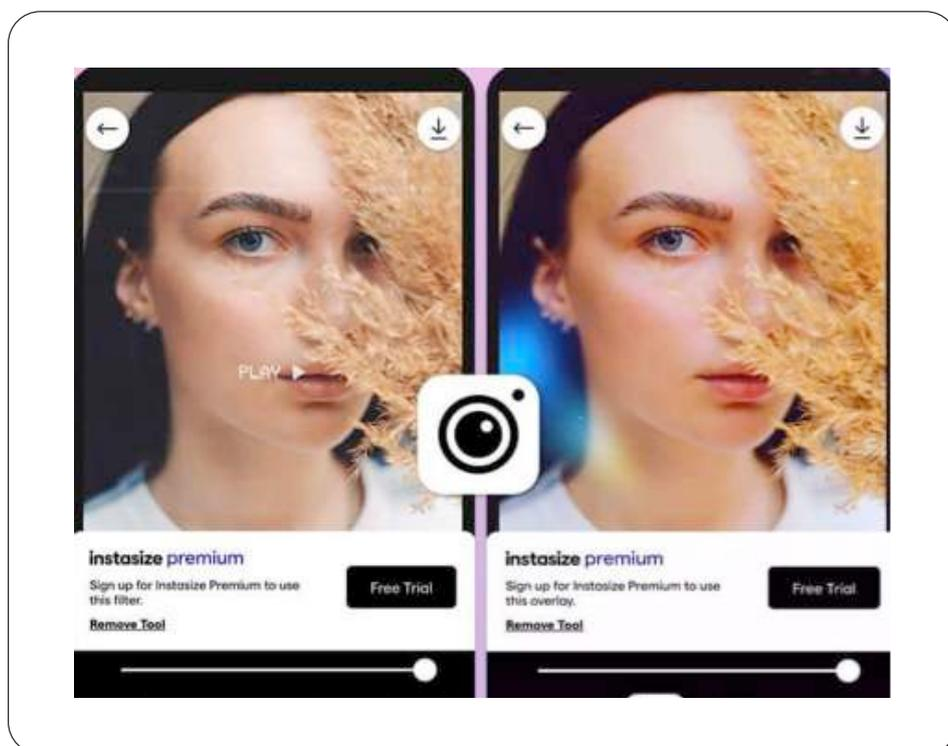 PLAY
instasize premium
Sign up for Instasize Premium to use
this filter.
Free Trial
Remove Tool
instasize premium
Sign up for Instasize Premium to use
this overlay.
Free Trial
Remove Tool